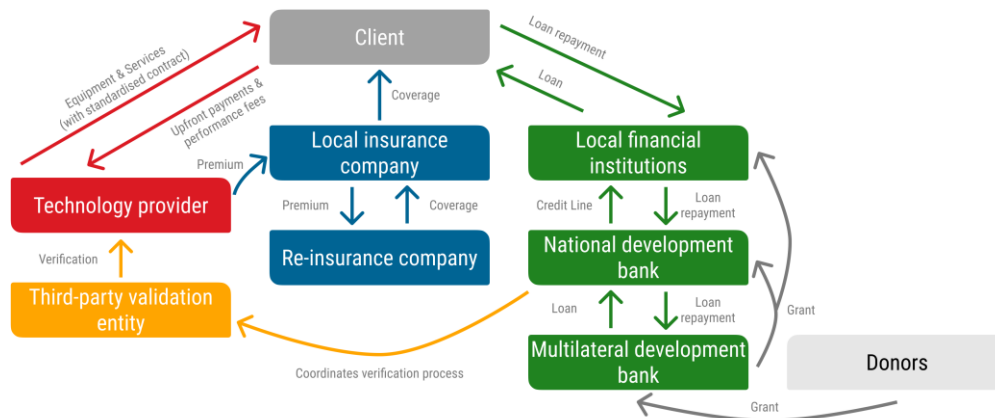 Client
Loan repayment
Loan
Equipment & Services
(with standardised contract)
Upfront payments &
performance fees
Coverage
Premium
Local insurance
company
Local financial
institutions
Technology provider
Premium
Coverage
Credit Line
Loan
repayment
Verification
Re-insurance company
National development
bank
Third-party validation
entity
Loan
Loan
repayment
Grant
Coordinates verification process
Multilateral development
bank
Donors
Grant